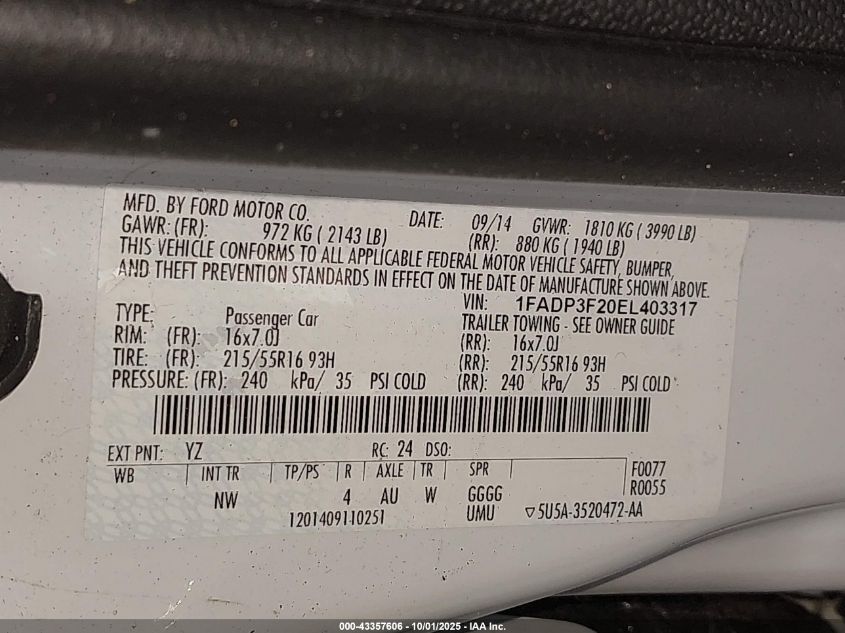 MFD. BY FORD MOTOR CO. DATE: 09/14 GVWR: 1810 KG ( 3990 LB)
GAWR: (FR): 972 KG ( 2143 LB) (RR): 880 KG ( 1940 LB)
THIS VEHICLE CONFORMS TO ALL APPLICABLE FEDERAL MOTOR VEHICLE SAFETY, BUMPER,
AND THEFT PREVENTION STANDARDS IN EFFECT ON THE DATE OF MANUFACTURE SHOWN ABOVE.
VIN: 1FADP3F20EL403317
TYPE: Passenger Car TRAILER TOWING - SEE OWNER GUIDE
RIM: (FR): 16x7.0J (RR): 16x7.0J
TIRE: (FR): 215/55R16 93H (RR): 215/55R16 93H
PRESSURE: (FR): 240 kPa/ 35 PSI COLD (RR): 240 kPa/ 35 PSI COLD
EXT PNT: YZ RC: 24 DSO:
WB INT TR TP/PS R AXLE TR SPR F0077
NW 4 AU W GGGG R0055
1201409110251 UMU ▽5U5A-3520472-AA
000-43357606 - 10/01/2025 - IAA Inc.